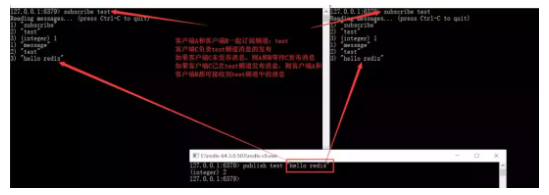 127.0.0.1:6379> subscribe test
Reading messages... (press Ctrl-C to quit)
1) "subscribe"
2) "test"
3) (integer) 1
1) "message"
2) "test"
3) "hello redis"
客户端A和客户端B一起订阅频道：test
客户端C负责test频道消息的发布
如果客户端C未发布消息，则A和B等待C发布消息
如果客户端C已在test频道发布消息，则客户端A和
客户端B都可接收到test频道中的消息
127.0.0.1:6379> subscribe test
Reading messages... (press Ctrl-C to quit)
1) "subscribe"
2) "test"
3) (integer) 1
1) "message"
2) "test"
3) "hello redis"
127.0.0.1:6379> publish test "hello redis"
(integer) 2
127.0.0.1:6379>